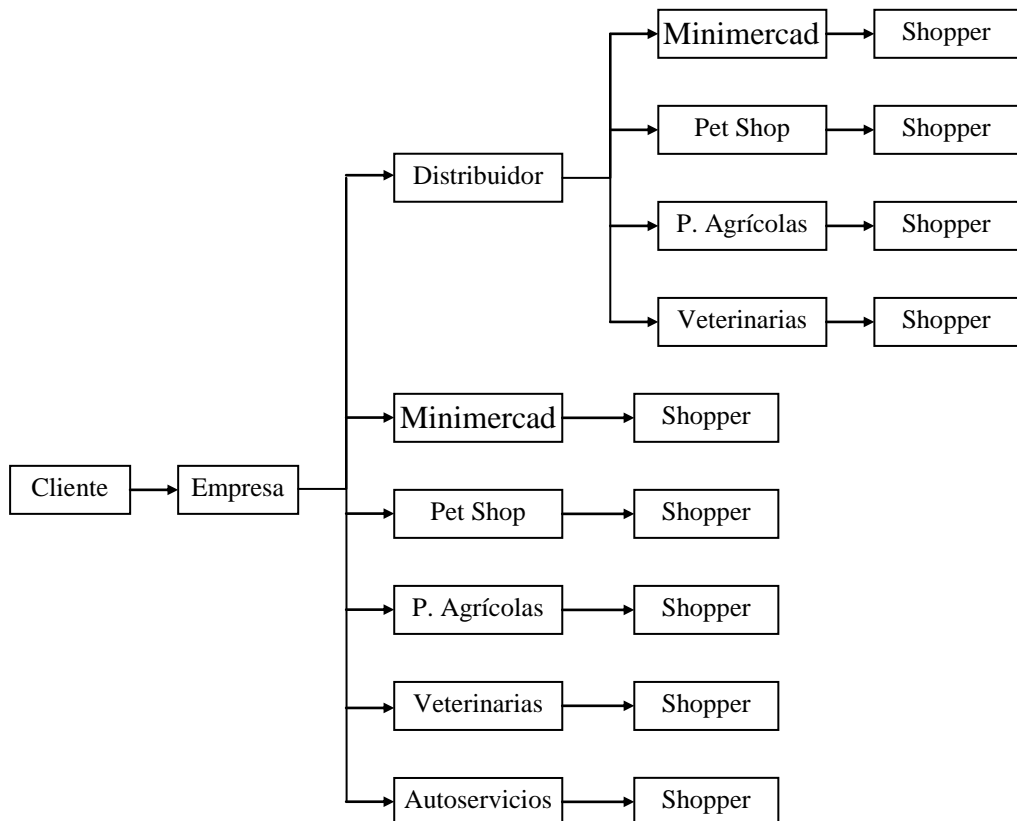 Minimercad
Shopper
Pet Shop
Shopper
Distribuidor
P. Agrícolas
Shopper
Veterinarias
Shopper
Minimercad
Shopper
Cliente
Empresa
Pet Shop
Shopper
P. Agrícolas
Shopper
Veterinarias
Shopper
Autoservicios
Shopper